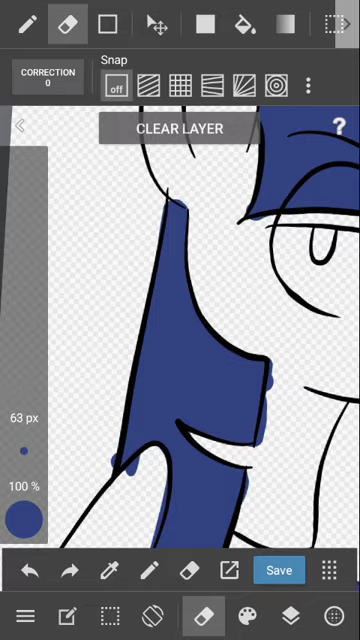 Snap
CORRECTION
0
off
CLEAR LAYER
?
63 px
100 %
Save